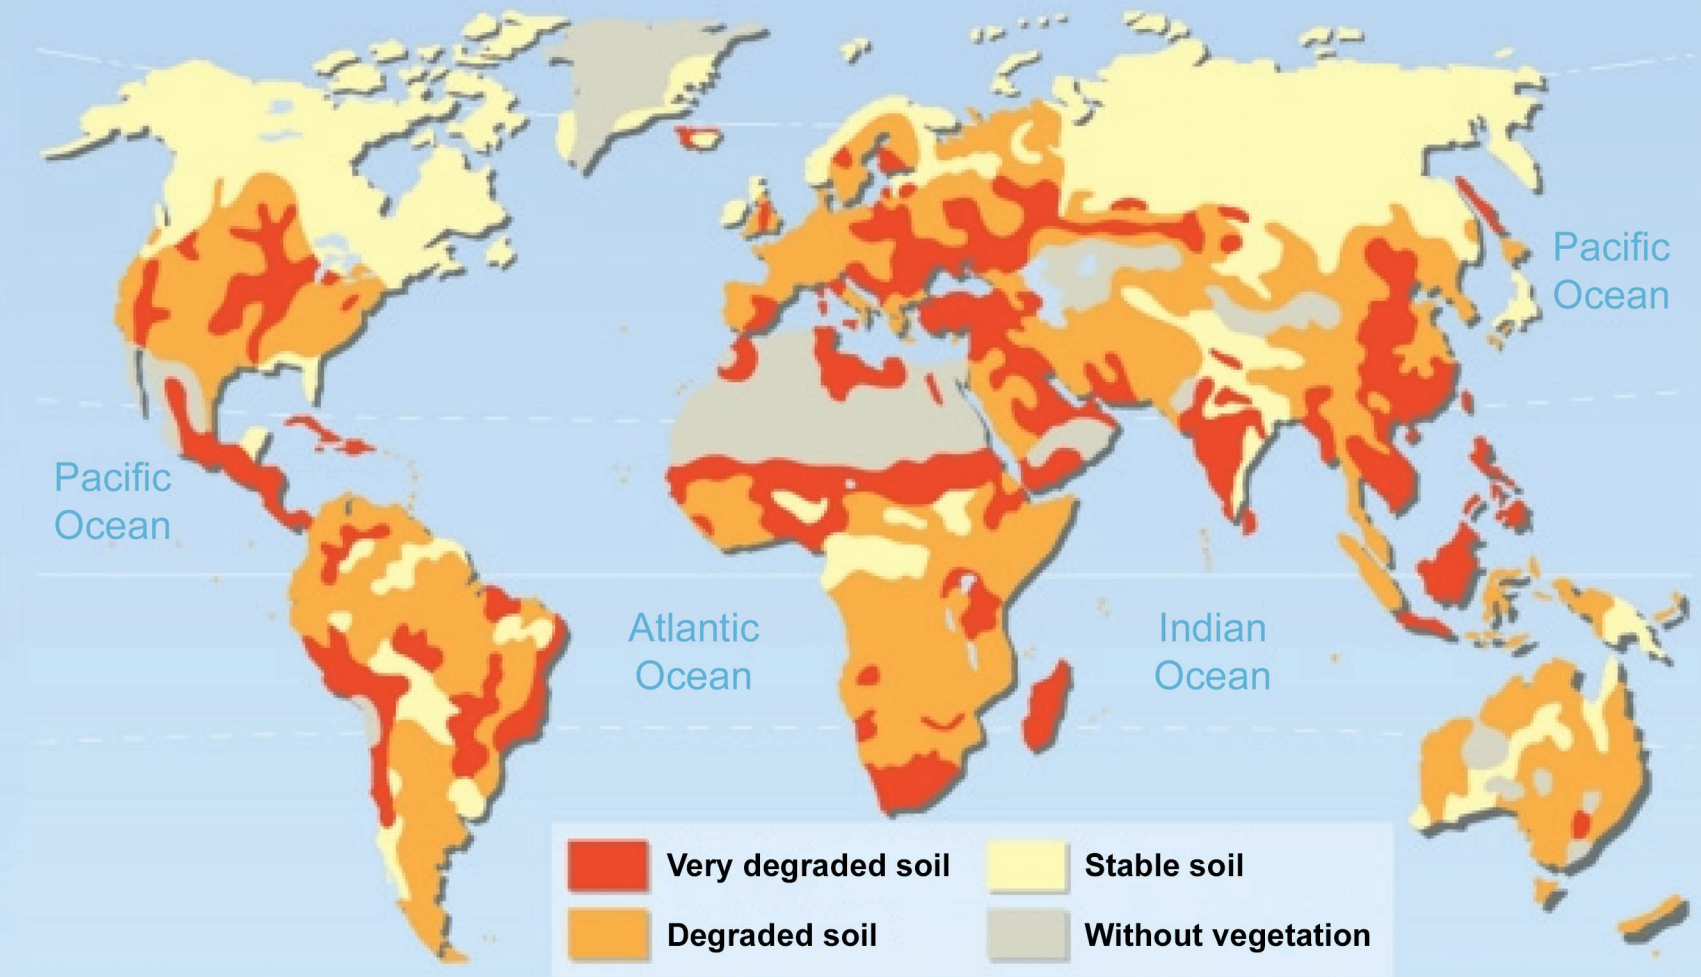 Pacific
Ocean
Pacific
Ocean
Atlantic
Ocean
Indian
Ocean
Very degraded soil
Stable soil
Degraded soil
Without vegetation